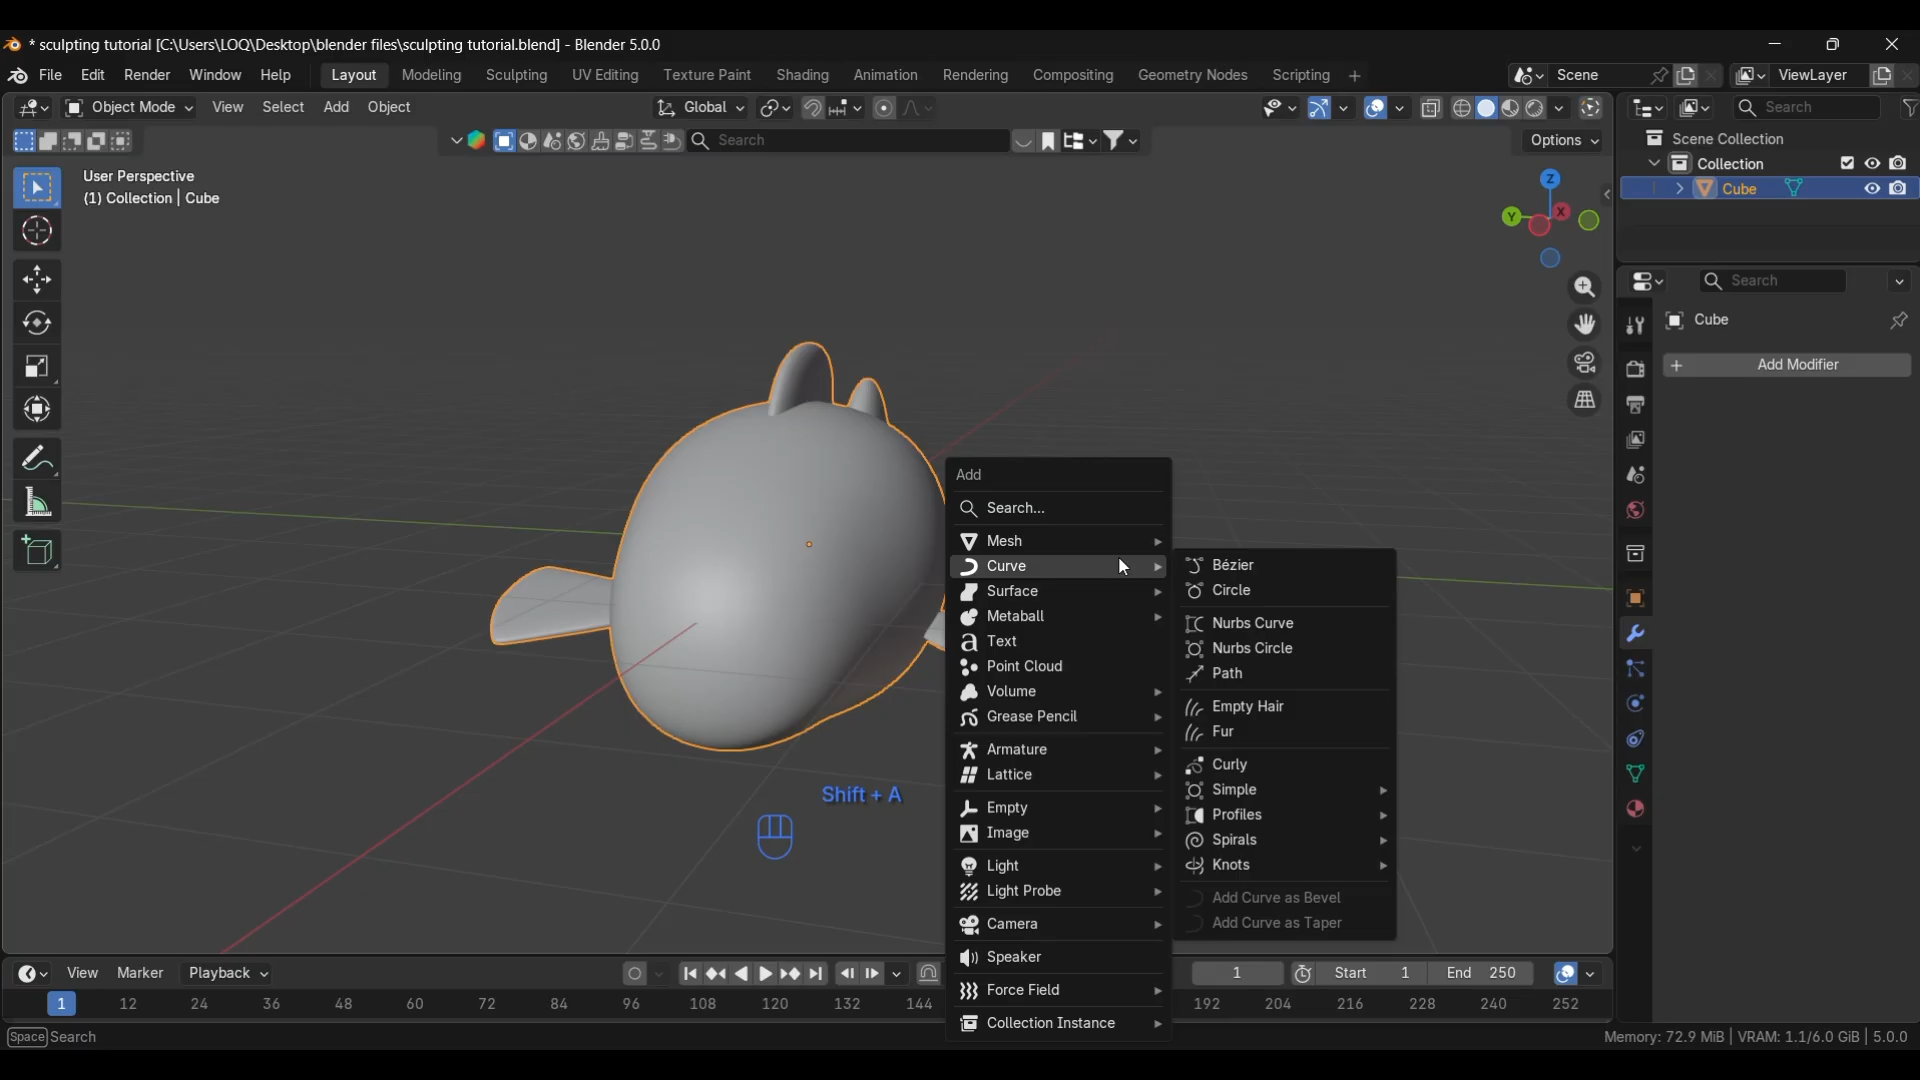 * sculpting tutorial [C:\Users\LOQ\Desktop\blender files\sculpting tutorial.blend] - Blender 5.0.0
File Edit Render Window Help Layout Modeling Sculpting UV Editing Texture Paint Shading Animation Rendering Compositing Geometry Nodes Scripting + Scene ViewLayer
Object Mode View Select Add Object Global Search
Search Options
Scene Collection
Collection
Cube
User Perspective
(1) Collection | Cube
Z
Y
X
Search
Cube
+ Add Modifier
Add
Search...
Mesh
Curve
Surface
Metaball
Text
Point Cloud
Volume
Grease Pencil
Armature
Lattice
Empty
Image
Light
Light Probe
Camera
Speaker
Force Field
Collection Instance
Bézier
Circle
Nurbs Curve
Nurbs Circle
Path
Empty Hair
Fur
Curly
Simple
Profiles
Spirals
Knots
Add Curve as Bevel
Add Curve as Taper
Shift + A
View Marker Playback 1 Start 1 End 250
1 12 24 36 48 60 72 84 96 108 120 132 144 192 204 216 228 240 252
Space Search Memory: 72.9 MiB | VRAM: 1.1/6.0 GiB | 5.0.0